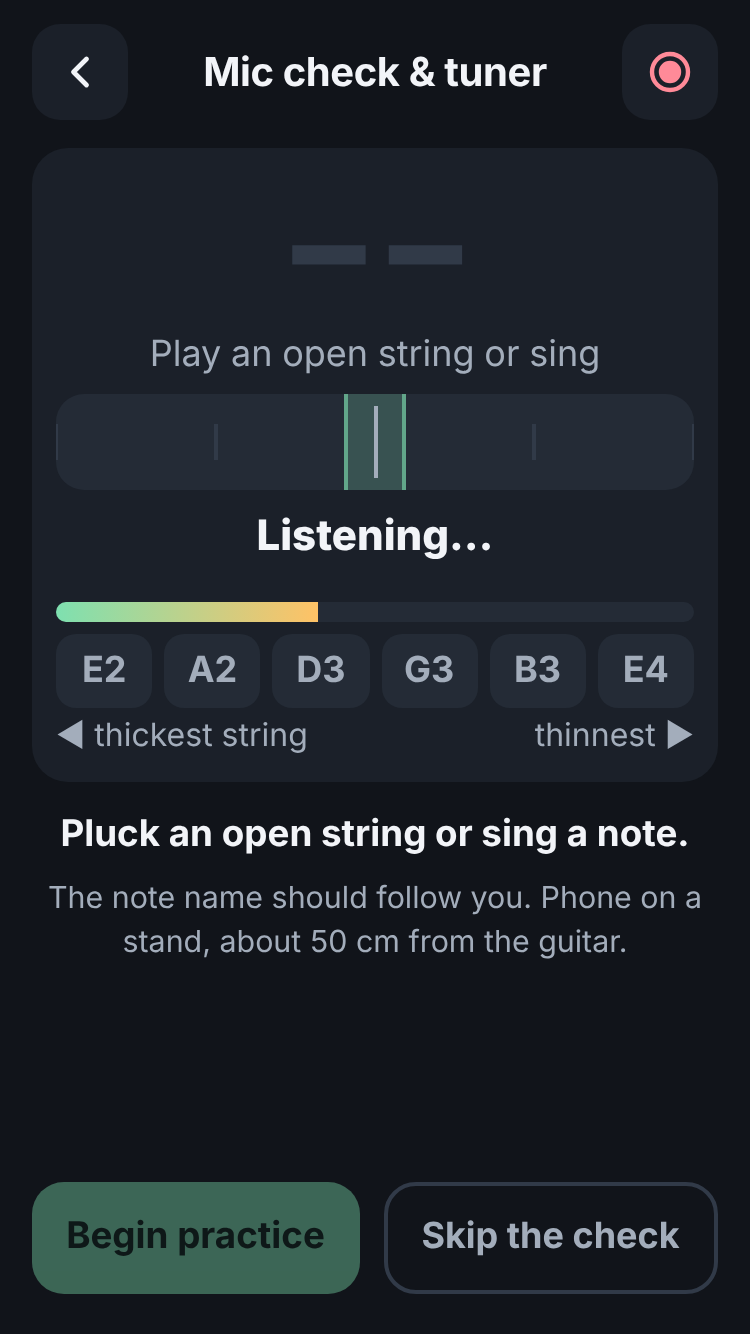 Mic check & tuner
– –
Play an open string or sing
Listening...
E2 A2 D3 G3 B3 E4
◀ thickest string thinnest ▶
Pluck an open string or sing a note.
The note name should follow you. Phone on a
stand, about 50 cm from the guitar.
Begin practice Skip the check